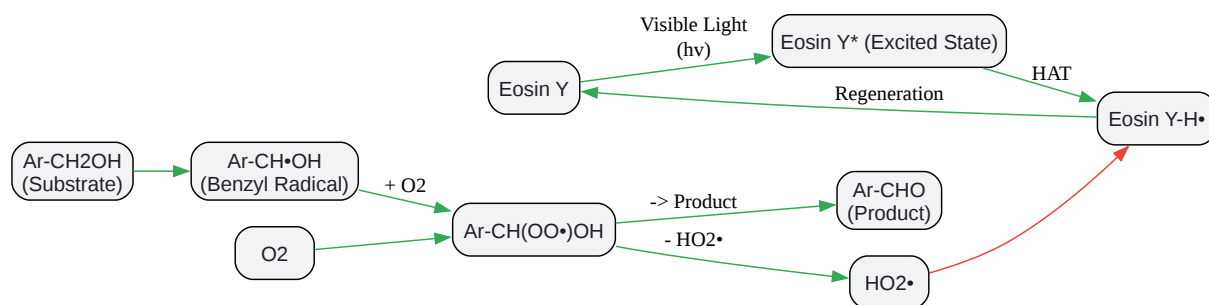 Visible Light
(hv)
Eosin Y* (Excited State)
Eosin Y
HAT
Regeneration
Eosin Y-H•
Ar-CH2OH
(Substrate)
Ar-CH•OH
(Benzyl Radical)
+ O2
O2
Ar-CH(OO•)OH
-> Product
Ar-CHO
(Product)
- HO2•
HO2•